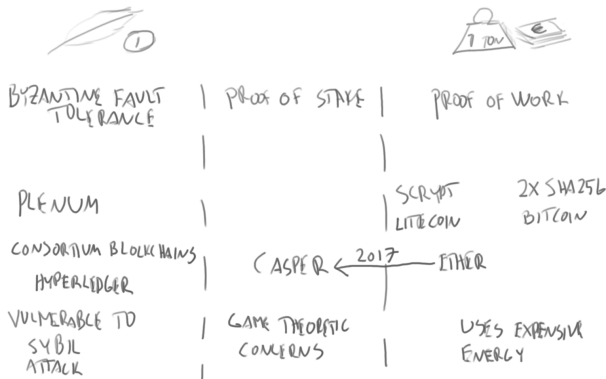 1
1 TON
€
BYZANTINE FAULT
TOLERANCE
PROOF OF STAKE
PROOF OF WORK
PLENUM
SCRYPT
LITECOIN
2X SHA256
BITCOIN
CONSORTIUM BLOCKCHAINS
HYPERLEDGER
CASPER
2017
ETHER
VULNERABLE TO
SYBIL
ATTACK
GAME THEORETIC
CONCERNS
USES EXPENSIVE
ENERGY